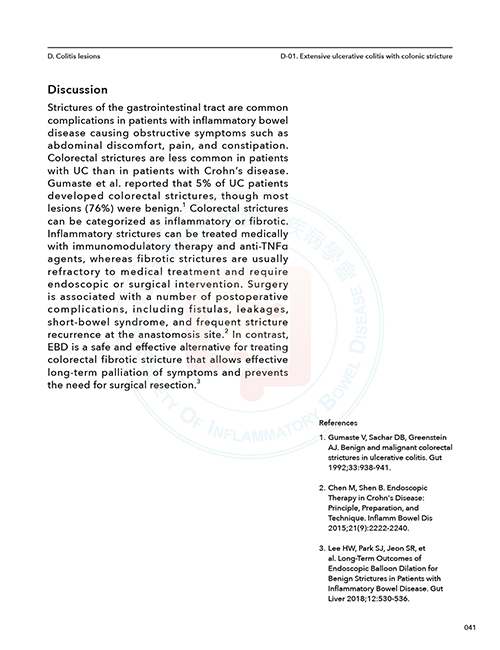 D. Colitis lesions
D-01. Extensive ulcerative colitis with colonic stricture
Discussion
Strictures of the gastrointestinal tract are common
complications in patients with inflammatory bowel
disease causing obstructive symptoms such as
abdominal discomfort, pain, and constipation.
Colorectal strictures are less common in patients
with UC than in patients with Crohn's disease.
Gumaste et al. reported that 5% of UC patients
developed colorectal strictures, though most
lesions (76%) were benign.1 Colorectal strictures
can be categorized as inflammatory or fibrotic.
Inflammatory strictures can be treated medically
with immunomodulatory therapy and anti-TNFα
agents, whereas fibrotic strictures are usually
refractory to medical treatment and require
endoscopic or surgical intervention. Surgery
is associated with a number of postoperative
complications, including fistulas, leakages,
short-bowel syndrome, and frequent stricture
recurrence at the anastomosis site.2 In contrast,
EBD is a safe and effective alternative for treating
colorectal fibrotic stricture that allows effective
long-term palliation of symptoms and prevents
the need for surgical resection.3
疾病學會
OF INFLAMMATORY BOWEL DISEASE
References
1. Gumaste V, Sachar DB, Greenstein
AJ. Benign and malignant colorectal
strictures in ulcerative colitis. Gut
1992;33:938-941.
2. Chen M, Shen B. Endoscopic
Therapy in Crohn's Disease:
Principle, Preparation, and
Technique. Inflamm Bowel Dis
2015;21(9):2222-2240.
3. Lee HW, Park SJ, Jeon SR, et
al. Long-Term Outcomes of
Endoscopic Balloon Dilation for
Benign Strictures in Patients with
Inflammatory Bowel Disease. Gut
Liver 2018;12:530-536.
041